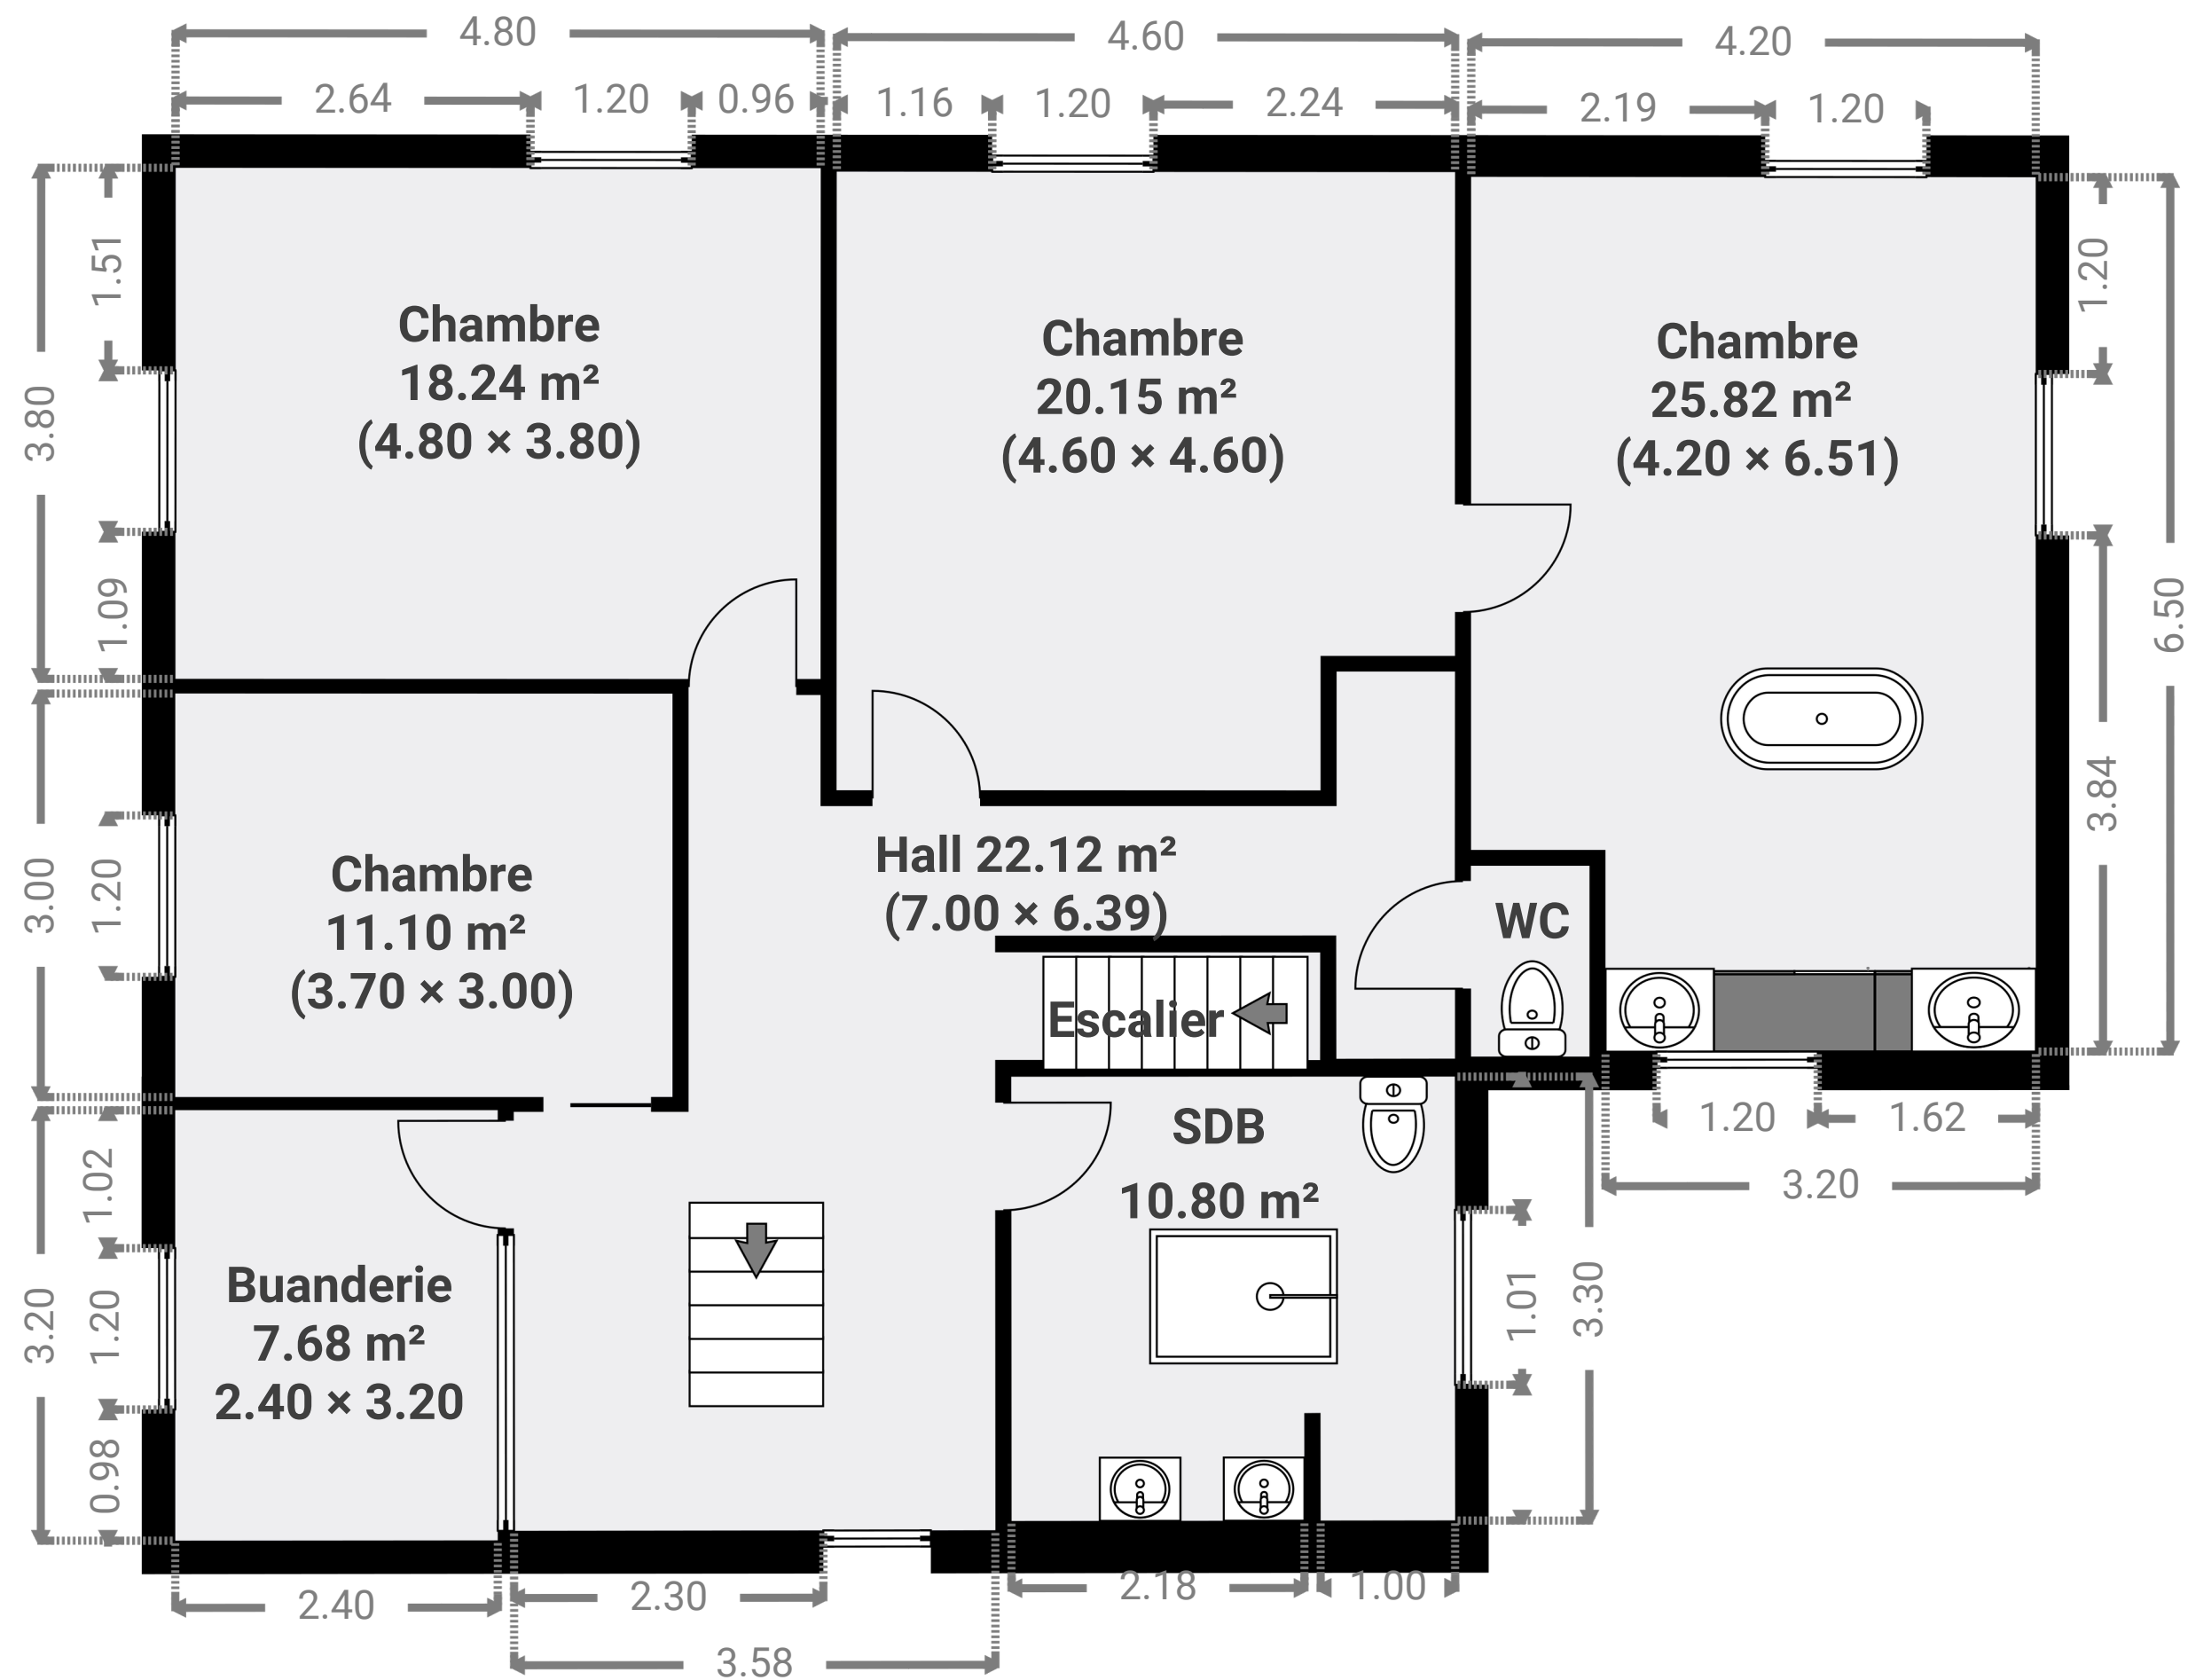 4.80
4.60
4.20
2.64
1.20
0.96
1.16
1.20
2.24
2.19
1.20
1.51
3.80
1.09
Chambre
18.24 m²
(4.80 × 3.80)
Chambre
20.15 m²
(4.60 × 4.60)
Chambre
25.82 m²
(4.20 × 6.51)
1.20
6.50
3.84
3.00
1.20
Chambre
11.10 m²
(3.70 × 3.00)
Hall 22.12 m²
(7.00 × 6.39)
WC
Escalier
SDB
10.80 m²
1.20
1.62
3.20
1.02
3.20
1.20
0.98
Buanderie
7.68 m²
2.40 × 3.20
1.01
3.30
2.40
2.30
2.18
1.00
3.58